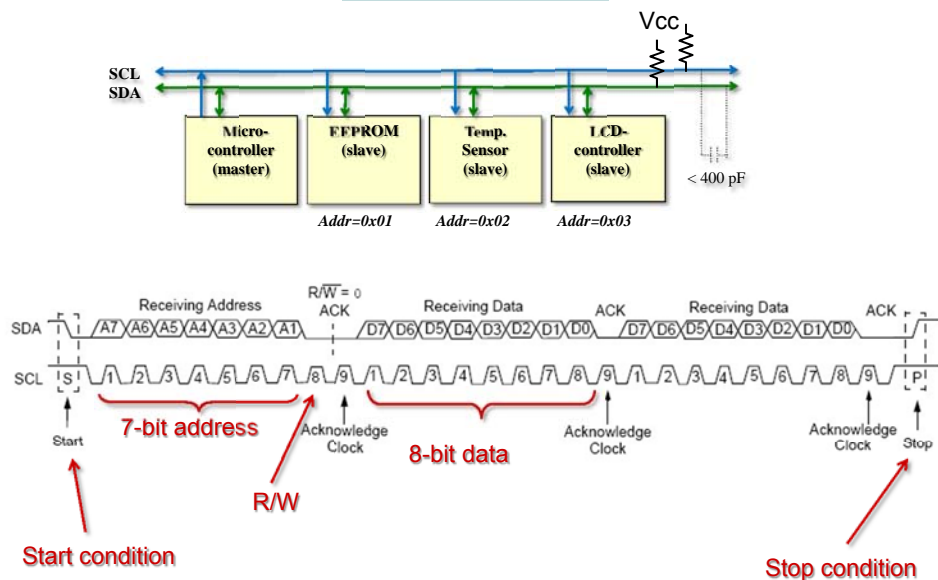 Vcc
SCL
SDA
Micro-
controller
(master)
EEPROM
(slave)
Temp.
Sensor
(slave)
LCD-
controller
(slave)
< 400 pF
Addr=0x01
Addr=0x02
Addr=0x03
R/W = 0
Receiving Address
ACK
Receiving Data
ACK
Receiving Data
ACK
SDA
A7 A6 A5 A4 A3 A2 A1
D7 D6 D5 D4 D3 D2 D1 D0
D7 D6 D5 D4 D3 D2 D1 D0
SCL
S
1 2 3 4 5 6 7 8 9
1 2 3 4 5 6 7 8 9
1 2 3 4 5 6 7 8 9
P
Start
7-bit address
Acknowledge
Clock
8-bit data
Acknowledge
Clock
Acknowledge
Clock
Stop
R/W
Start condition
Stop condition